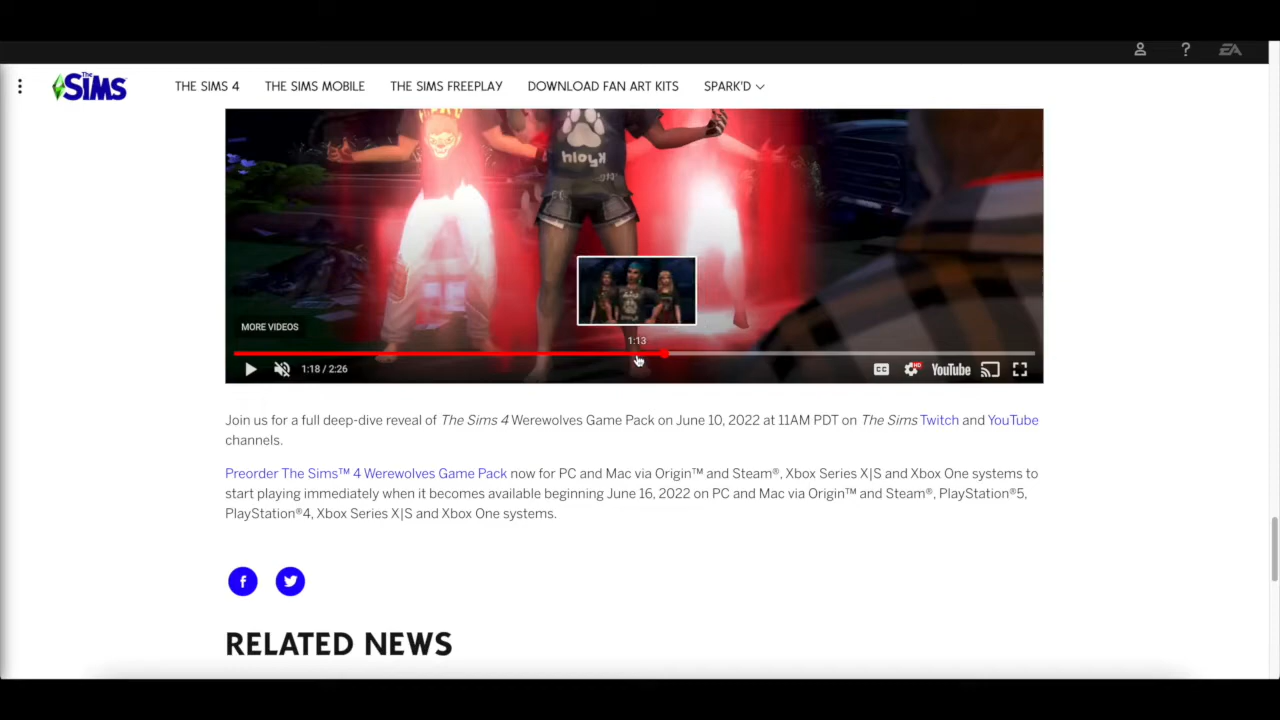 EA
The Sims
THE SIMS 4 THE SIMS MOBILE THE SIMS FREEPLAY DOWNLOAD FAN ART KITS SPARK'D
MORE VIDEOS
1:13
1:18 / 2:26
CC HD YouTube
Join us for a full deep-dive reveal of The Sims 4 Werewolves Game Pack on June 10, 2022 at 11AM PDT on The Sims Twitch and YouTube
channels.
Preorder The Sims™ 4 Werewolves Game Pack now for PC and Mac via Origin™ and Steam®, Xbox Series X|S and Xbox One systems to
start playing immediately when it becomes available beginning June 16, 2022 on PC and Mac via Origin™ and Steam®, PlayStation®5,
PlayStation®4, Xbox Series X|S and Xbox One systems.
f
RELATED NEWS